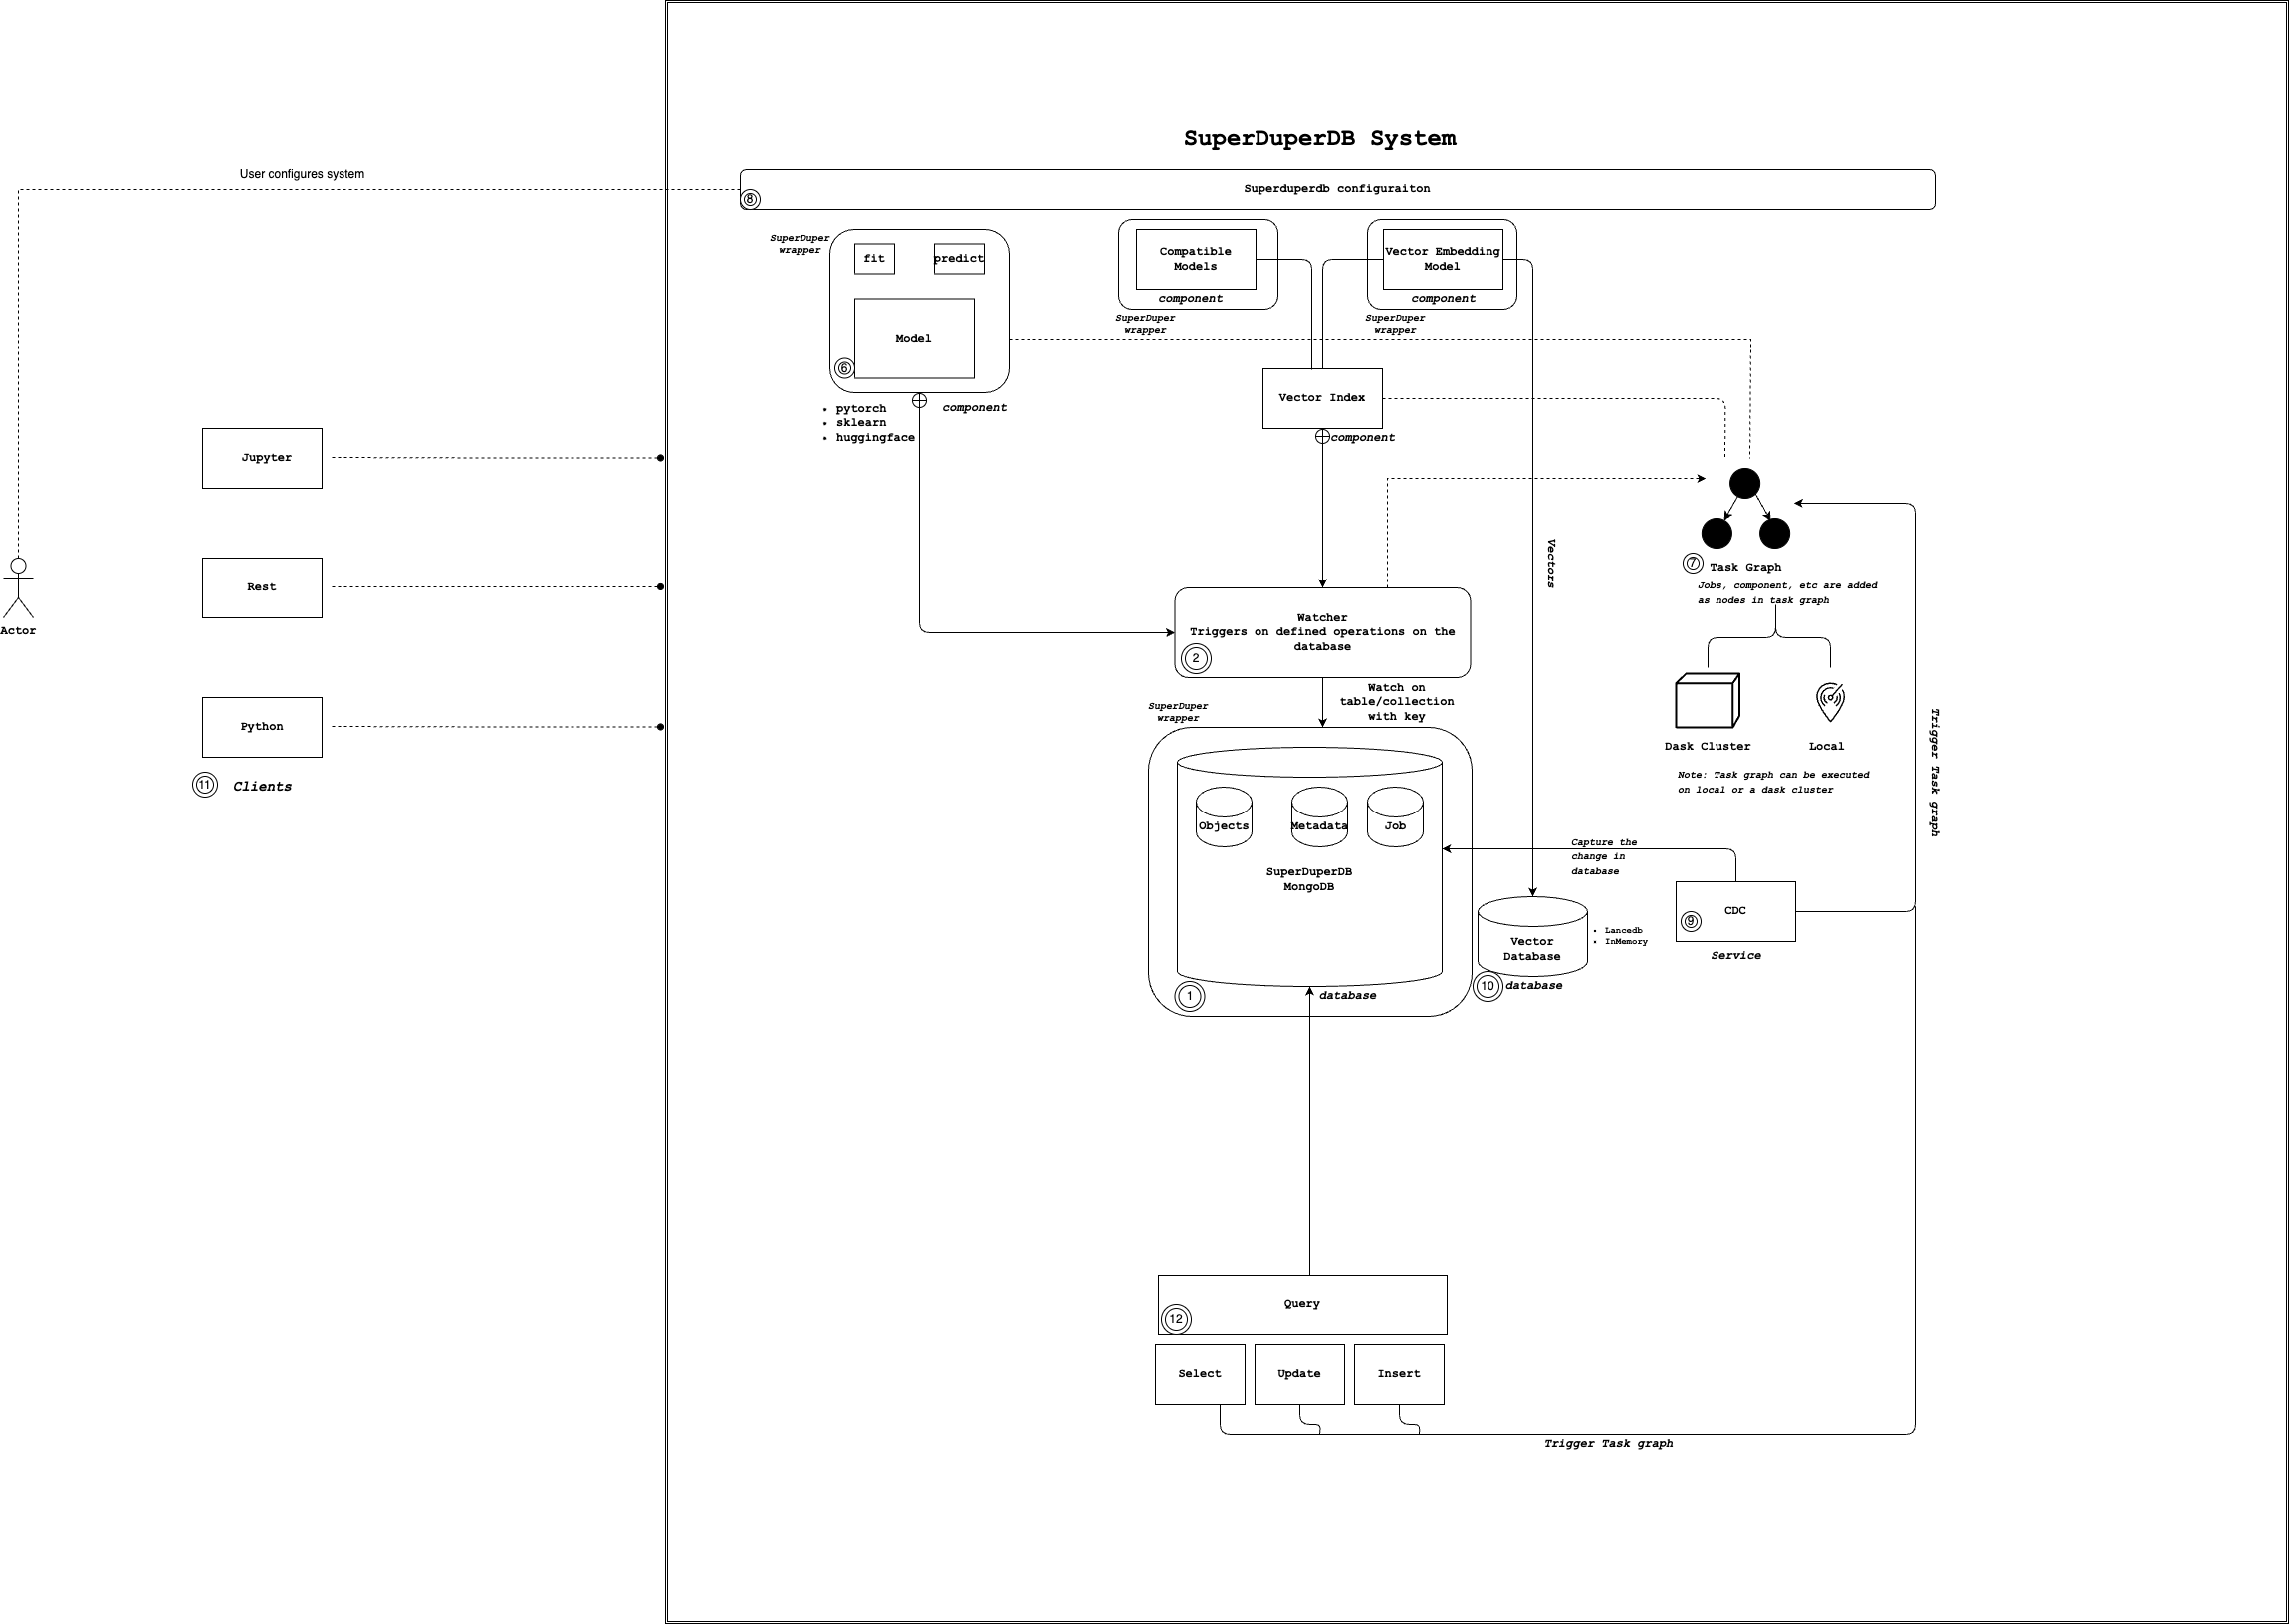 SuperDuperDB System
User configures system
Superduperdb configuraiton
8
SuperDuper
wrapper
fit
predict
Model
6
component
pytorch
sklearn
huggingface
Compatible
Models
component
SuperDuper
wrapper
Vector Embedding
Model
component
SuperDuper
wrapper
Vector Index
component
Jupyter
Rest
Python
11
Clients
Actor
Vectors
7
Task Graph
Jobs, component, etc are added
as nodes in task graph
Dask Cluster
Local
Note: Task graph can be executed
on local or a dask cluster
Trigger Task graph
Watcher
Triggers on defined operations on the
database
2
Watch on
table/collection
with key
SuperDuper
wrapper
Objects
Metadata
Job
SuperDuperDB
MongoDB
1
database
Capture the
change in
database
CDC
9
Service
Vector
Database
Lancedb
InMemory
10
database
Query
12
Select
Update
Insert
Trigger Task graph